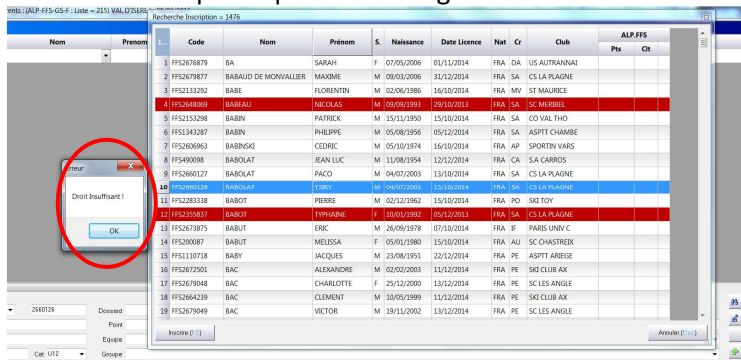 ents : (ALP-FFS-GS-F : Liste = 215) VAL D'ISERE
Recherche Inscription = 1476
Nom Prenom
Code Nom Prénom S. Naissance Date Licence Nat Cr Club ALP.FFS
Pts Clt
1 FFS2676879 BA SARAH F 07/05/2006 01/11/2014 FRA DA US AUTRANNAI
2 FFS2679877 BABAUD DE MONVALLIER MAXIME M 09/03/2006 31/12/2014 FRA SA CS LA PLAGNE
3 FFS2133292 BABE FLORENTIN M 02/06/1986 16/10/2014 FRA MV ST MAURICE
4 FFS2648069 BABEAU NICOLAS M 09/09/1993 29/10/2013 FRA SA SC MERIBEL
5 FFS2153298 BABIN PATRICK M 15/11/1950 15/10/2014 FRA SA CO VAL THO
6 FFS1343287 BABIN PHILIPPE M 05/08/1956 05/12/2014 FRA SA ASPTT CHAMBE
7 FFS2606963 BABINSKI CEDRIC M 05/10/1974 16/10/2014 FRA AP SPORTIN VARS
8 FFS490098 BABOLAT JEAN LUC M 11/08/1954 12/12/2014 FRA CA S.A CARROS
9 FFS2660127 BABOLAT PACO M 04/07/2003 13/10/2014 FRA SA CS LA PLAGNE
10 FFS2660126 BABOLAT M 04/07/2003 13/10/2014 FRA SA CS LA PLAGNE
11 FFS2283338 BABOT PIERRE M 02/12/1962 15/10/2014 FRA PO SKI TOY
12 FFS2355837 BABOT TYPHAINE F 10/01/1992 05/12/2013 FRA SA CS LA PLAGNE
13 FFS2673875 BABUT ERIC M 26/09/1978 07/10/2014 FRA IF PARIS UNIV C
14 FFS200087 BABUT MELISSA F 05/01/1980 15/10/2014 FRA AU SC CHASTREIX
15 FFS1110718 BABY JACQUES M 23/08/1951 22/12/2014 FRA PE ASPTT ARIEGE
16 FFS2672501 BAC ALEXANDRE M 02/02/2003 11/12/2014 FRA PE SKI CLUB AX
17 FFS2679048 BAC CHARLOTTE F 25/12/2000 13/12/2014 FRA PE SC LES ANGLE
18 FFS2664239 BAC CLEMENT M 10/05/1999 11/12/2014 FRA PE SKI CLUB AX
19 FFS2679049 BAC VICTOR M 19/11/2002 13/12/2014 FRA PE SC LES ANGLE
Inscrire (F2) Annuler (Esc)
Erreur
Droit Insuffisant !
OK
2660126 Dossard
Point
Equipe
Cat U12 Groupe